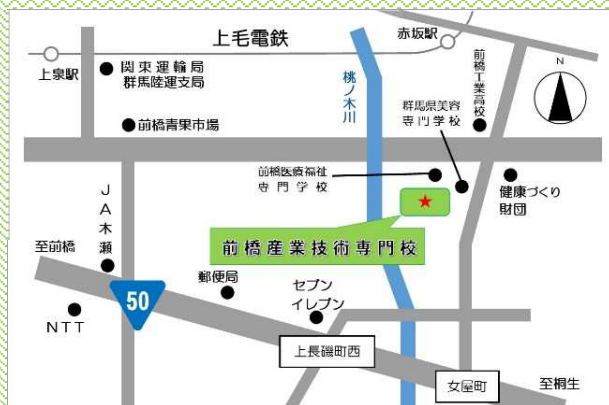 上毛電鉄
赤坂駅
上泉駅
関東運輸局
群馬陸運支局
桃ノ木川
前橋工業高校
N
群馬県美容
専門学校
前橋青果市場
前橋医療福祉
専門学校
健康づくり
財団
JA木瀬
前橋産業技術専門校
至前橋
郵便局
セブン
イレブン
50
NTT
上長磯町西
女屋町
至桐生